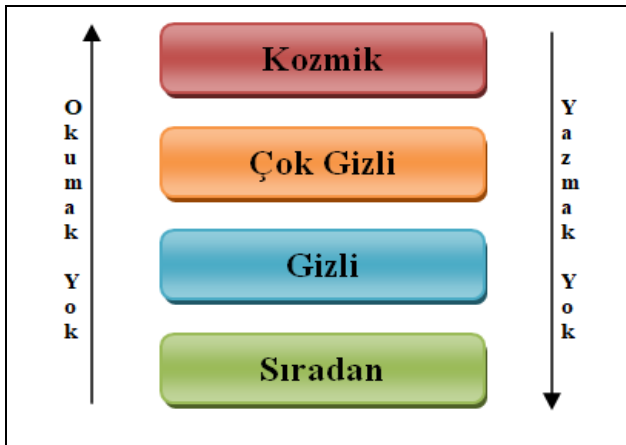 Okumak Yok
Kozmik
Çok Gizli
Gizli
Sıradan
Yazmak Yok